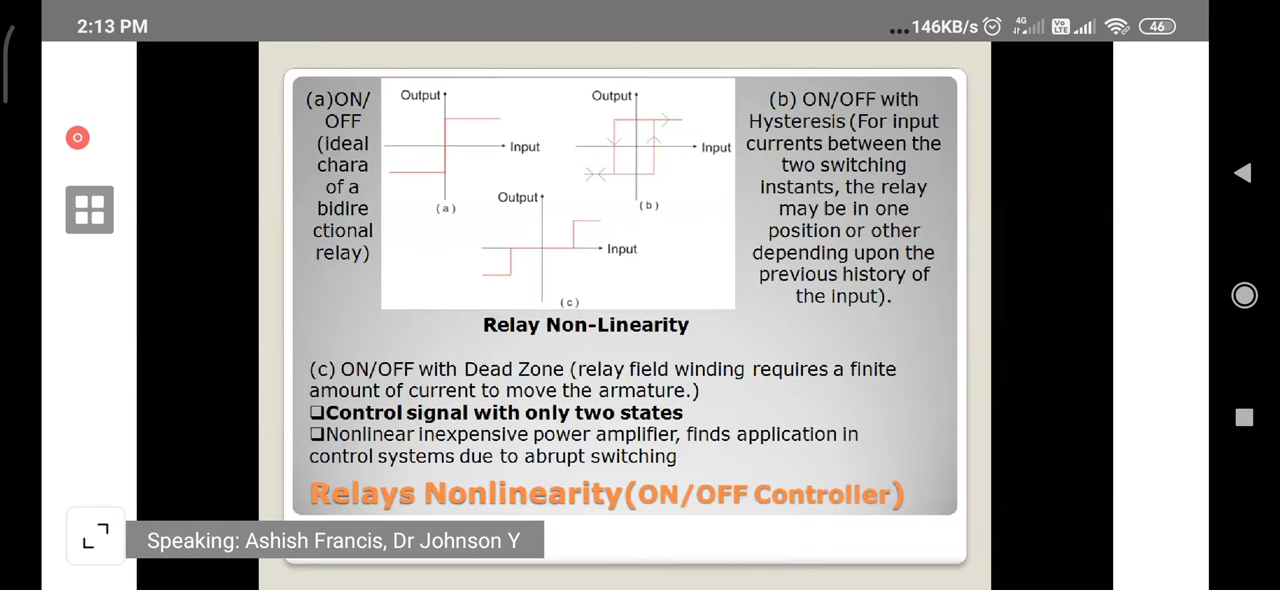 2:13 PM
146KB/s 4G Vo LTE 46
(a)ON/
OFF
(ideal
chara
of a
bidire
ctional
relay)
Output
Input
(a)
Output
Input
(b)
Output
Input
(c)
(b) ON/OFF with
Hysteresis (For input
currents between the
two switching
instants, the relay
may be in one
position or other
depending upon the
previous history of
the input).
Relay Non-Linearity
(c) ON/OFF with Dead Zone (relay field winding requires a finite
amount of current to move the armature.)
❑Control signal with only two states
❑Nonlinear inexpensive power amplifier, finds application in
control systems due to abrupt switching
Relays Nonlinearity(ON/OFF Controller)
Speaking: Ashish Francis, Dr Johnson Y